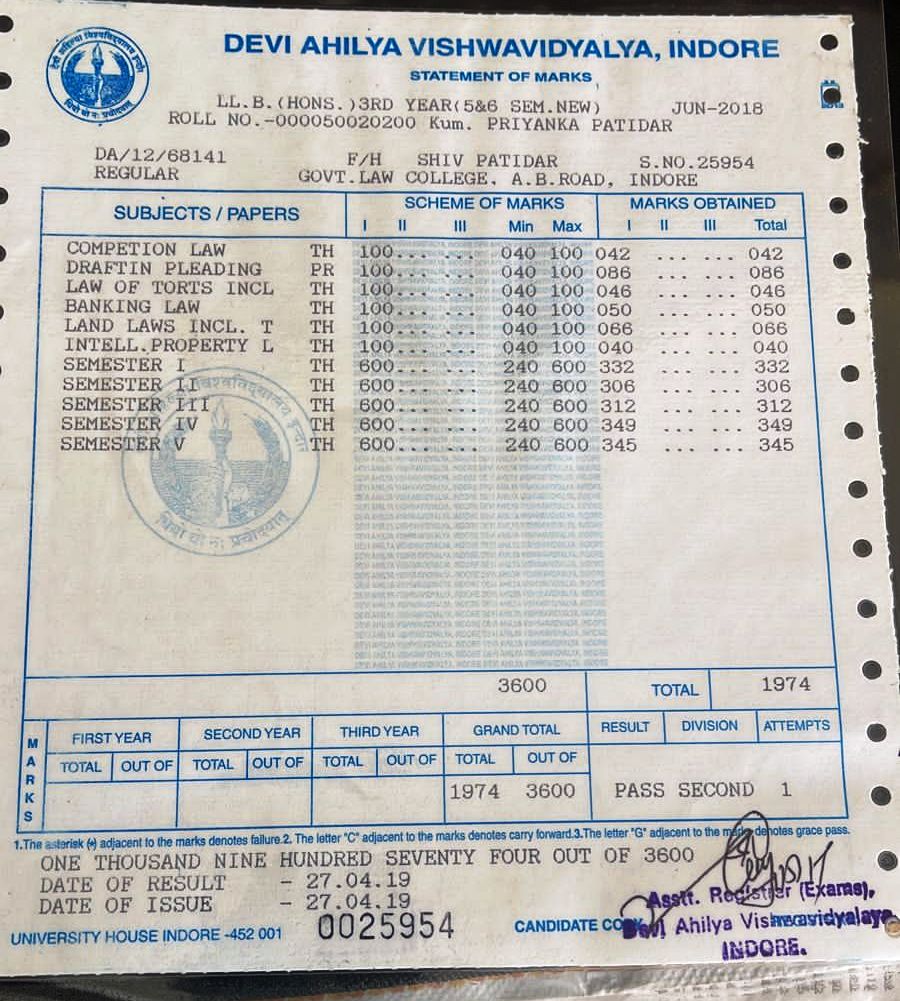 DEVI AHILYA VISHWAVIDYALYA, INDORE
STATEMENT OF MARKS
LL.B.(HONS.)3RD YEAR(5&6 SEM.NEW) JUN-2018
ROLL NO.-000050020200 Kum. PRIYANKA PATIDAR
DA/12/68141 F/H SHIV PATIDAR S.NO.25954
REGULAR GOVT.LAW COLLEGE, A.B.ROAD, INDORE
SUBJECTS / PAPERS SCHEME OF MARKS MARKS OBTAINED
I II III Min Max I II III Total
COMPETION LAW TH 100... ... 040 100 042 ... ... 042
DRAFTIN PLEADING PR 100... ... 040 100 086 ... ... 086
LAW OF TORTS INCL TH 100... ... 040 100 046 ... ... 046
BANKING LAW TH 100... ... 040 100 050 ... ... 050
LAND LAWS INCL. T TH 100... ... 040 100 066 ... ... 066
INTELL.PROPERTY L TH 100... ... 040 100 040 ... ... 040
SEMESTER I TH 600... ... 240 600 332 ... ... 332
SEMESTER II TH 600... ... 240 600 306 ... ... 306
SEMESTER III TH 600... ... 240 600 312 ... ... 312
SEMESTER IV TH 600... ... 240 600 349 ... ... 349
SEMESTER V TH 600... ... 240 600 345 ... ... 345
धियो यो नः प्रचोदयात्
3600 TOTAL 1974
MARKS
FIRST YEAR SECOND YEAR THIRD YEAR GRAND TOTAL RESULT DIVISION ATTEMPTS
TOTAL OUT OF TOTAL OUT OF TOTAL OUT OF TOTAL OUT OF
1974 3600 PASS SECOND 1
1.The asterisk (*) adjacent to the marks denotes failure.2. The letter "C" adjacent to the marks denotes carry forward.3.The letter "G" adjacent to the marks denotes grace pass.
ONE THOUSAND NINE HUNDRED SEVENTY FOUR OUT OF 3600
DATE OF RESULT - 27.04.19
DATE OF ISSUE - 27.04.19
Asstt. Registrar (Exams),
UNIVERSITY HOUSE INDORE -452 001 0025954 CANDIDATE COPY
Devi Ahilya Vishwavidyalaya
INDORE.